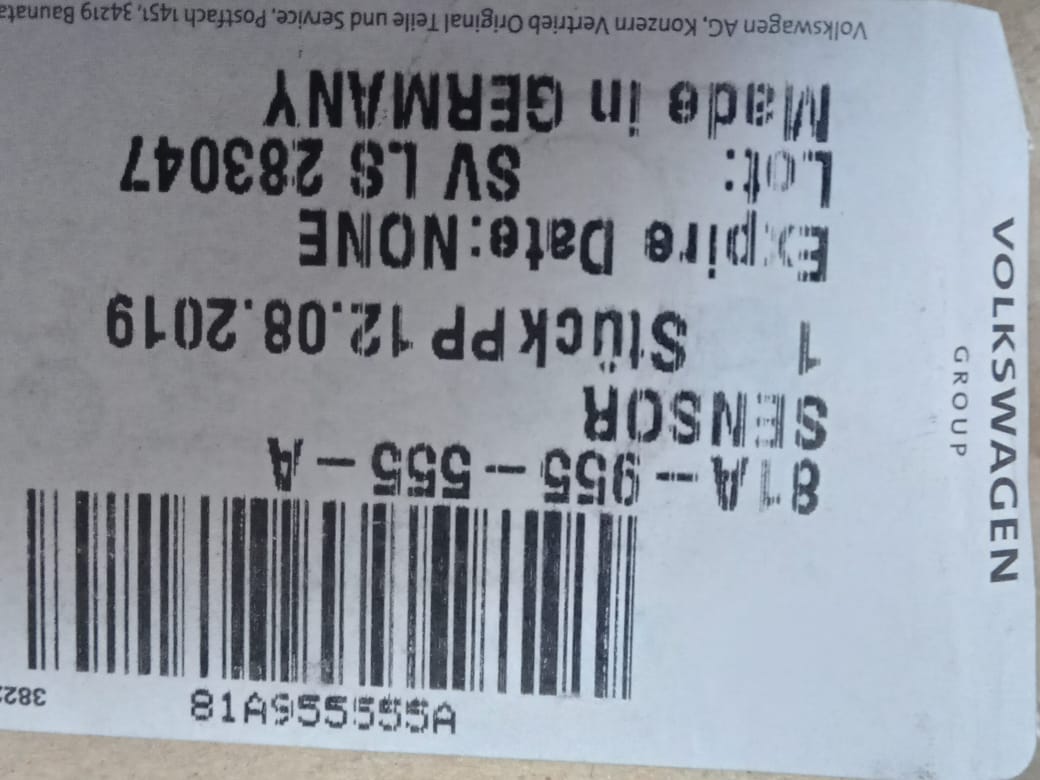 81A955555A
382
81A - 955 - 555 - A
SENSOR
1 Stück PP 12.08.2019
Expire Date: NONE
Lot: SV LS 283047
Made in GERMANY
Volkswagen AG, Konzern Vertrieb Original Teile und Service, Postfach 1451, 34219 Baunata
VOLKSWAGEN
GROUP